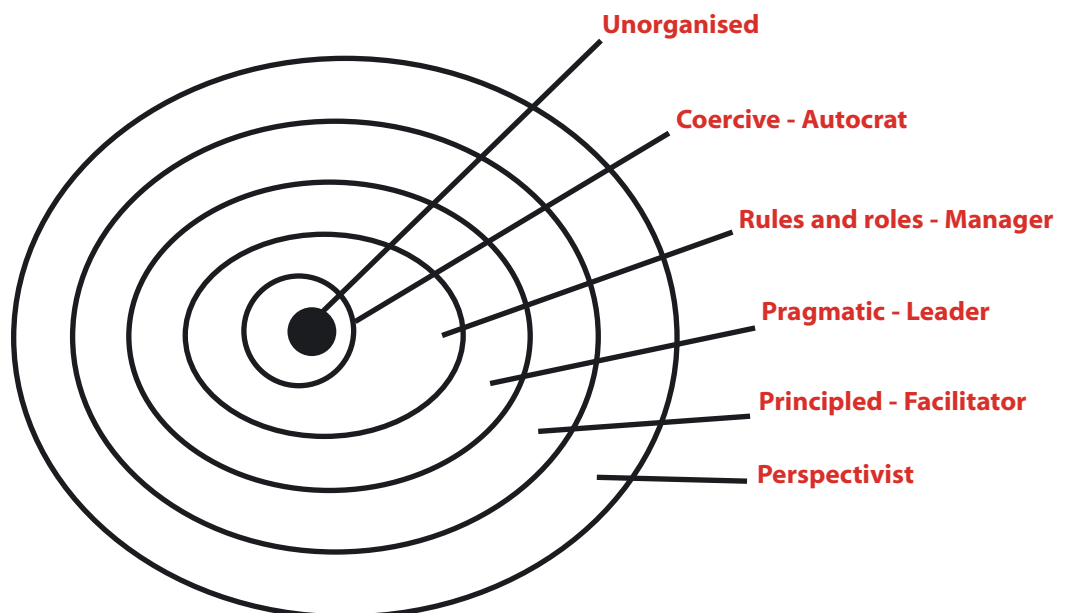 Unorganised
Coercive - Autocrat
Rules and roles - Manager
Pragmatic - Leader
Principled - Facilitator
Perspectivist